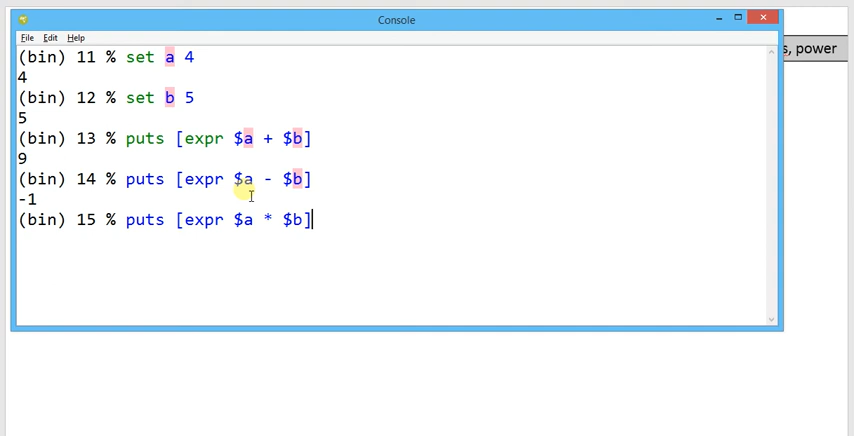 Console
File Edit Help
(bin) 11 % set a 4
4
(bin) 12 % set b 5
5
(bin) 13 % puts [expr $a + $b]
9
(bin) 14 % puts [expr $a - $b]
-1
(bin) 15 % puts [expr $a * $b]
, power